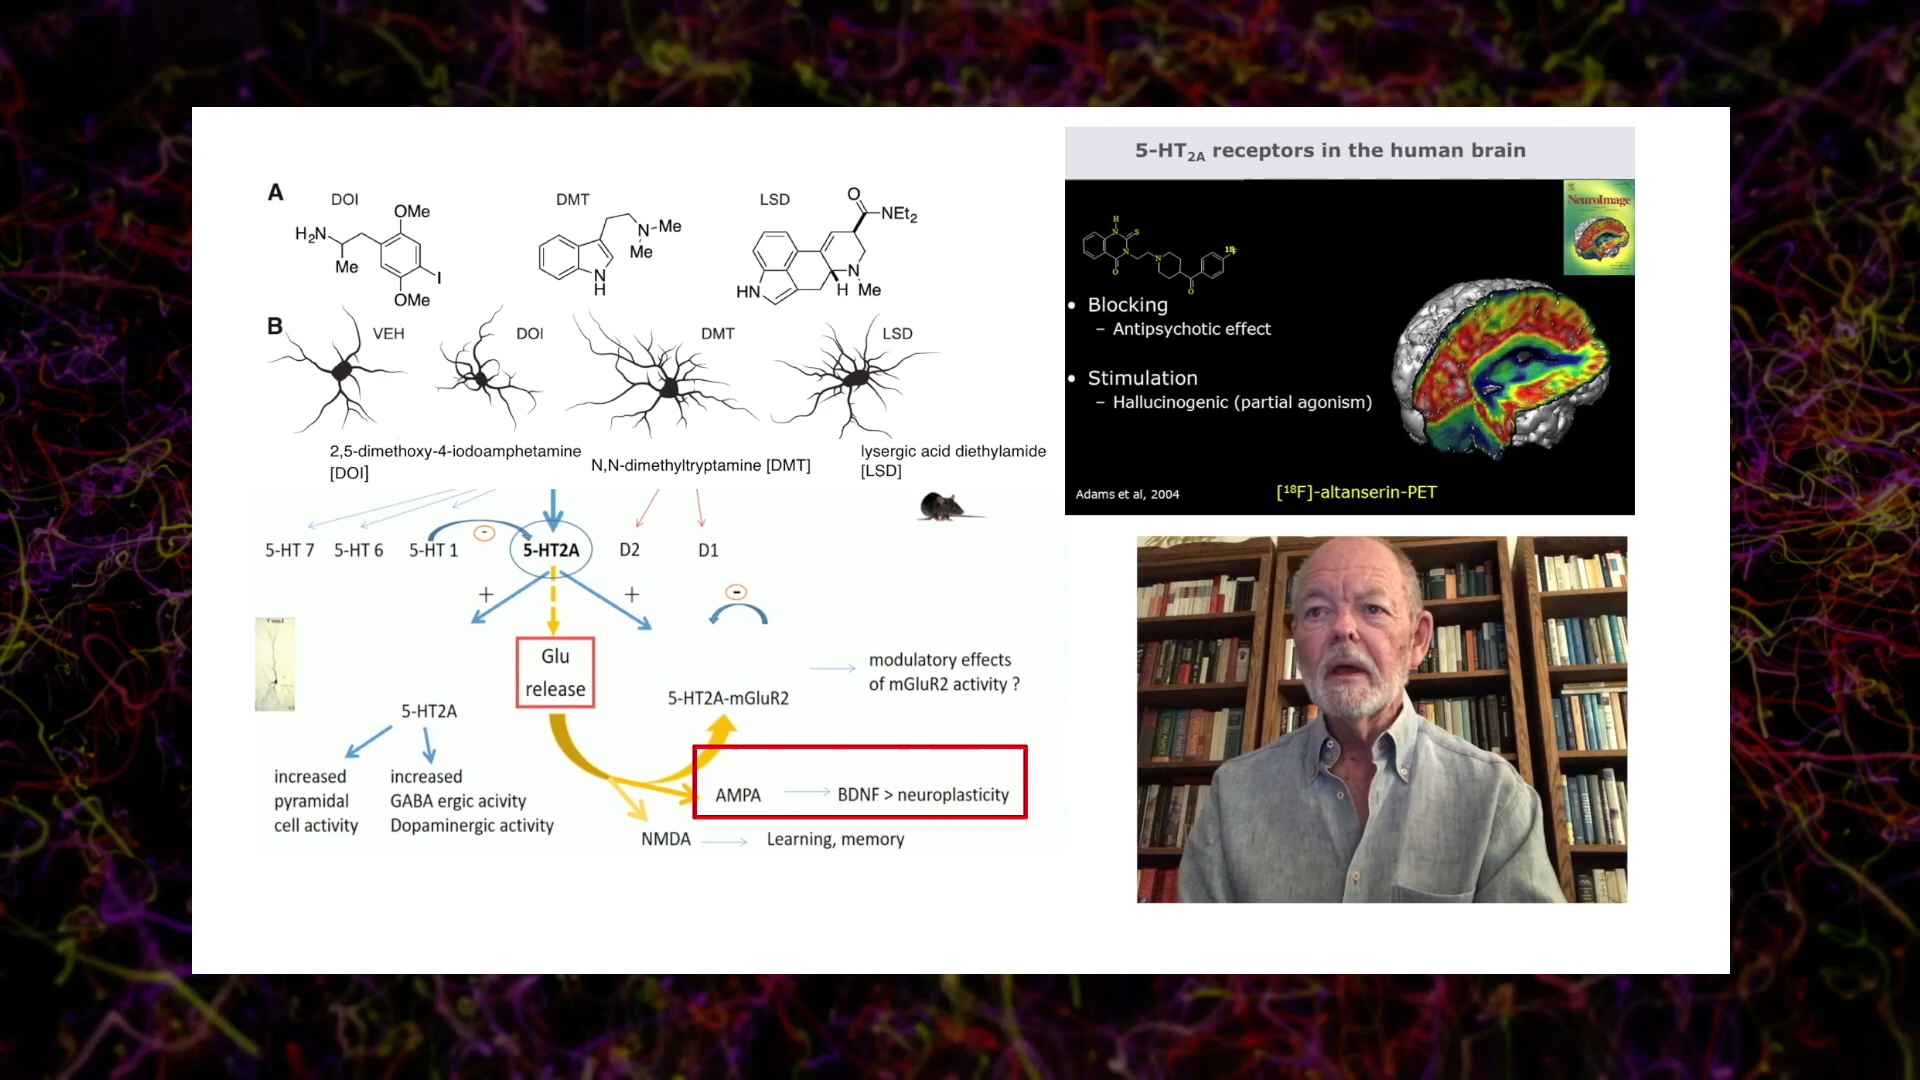 A
DOI
DMT
LSD
OMe
H₂N
Me
I
OMe
N
Me
Me
N
H
O
NEt₂
N
H
Me
HN
B
VEH
DOI
DMT
LSD
2,5-dimethoxy-4-iodoamphetamine
[DOI]
N,N-dimethyltryptamine [DMT]
lysergic acid diethylamide
[LSD]
5-HT 7
5-HT 6
5-HT 1
-
5-HT2A
D2
D1
+
+
-
Glu
release
5-HT2A
5-HT2A-mGluR2
modulatory effects
of mGluR2 activity ?
increased
pyramidal
cell activity
increased
GABA ergic acivity
Dopaminergic activity
AMPA
BDNF > neuroplasticity
NMDA
Learning, memory
5-HT₂A receptors in the human brain
NeuroImage
H
N
S
N
O
N
O
18F
• Blocking
– Antipsychotic effect
• Stimulation
– Hallucinogenic (partial agonism)
Adams et al, 2004
[¹⁸F]-altanserin-PET